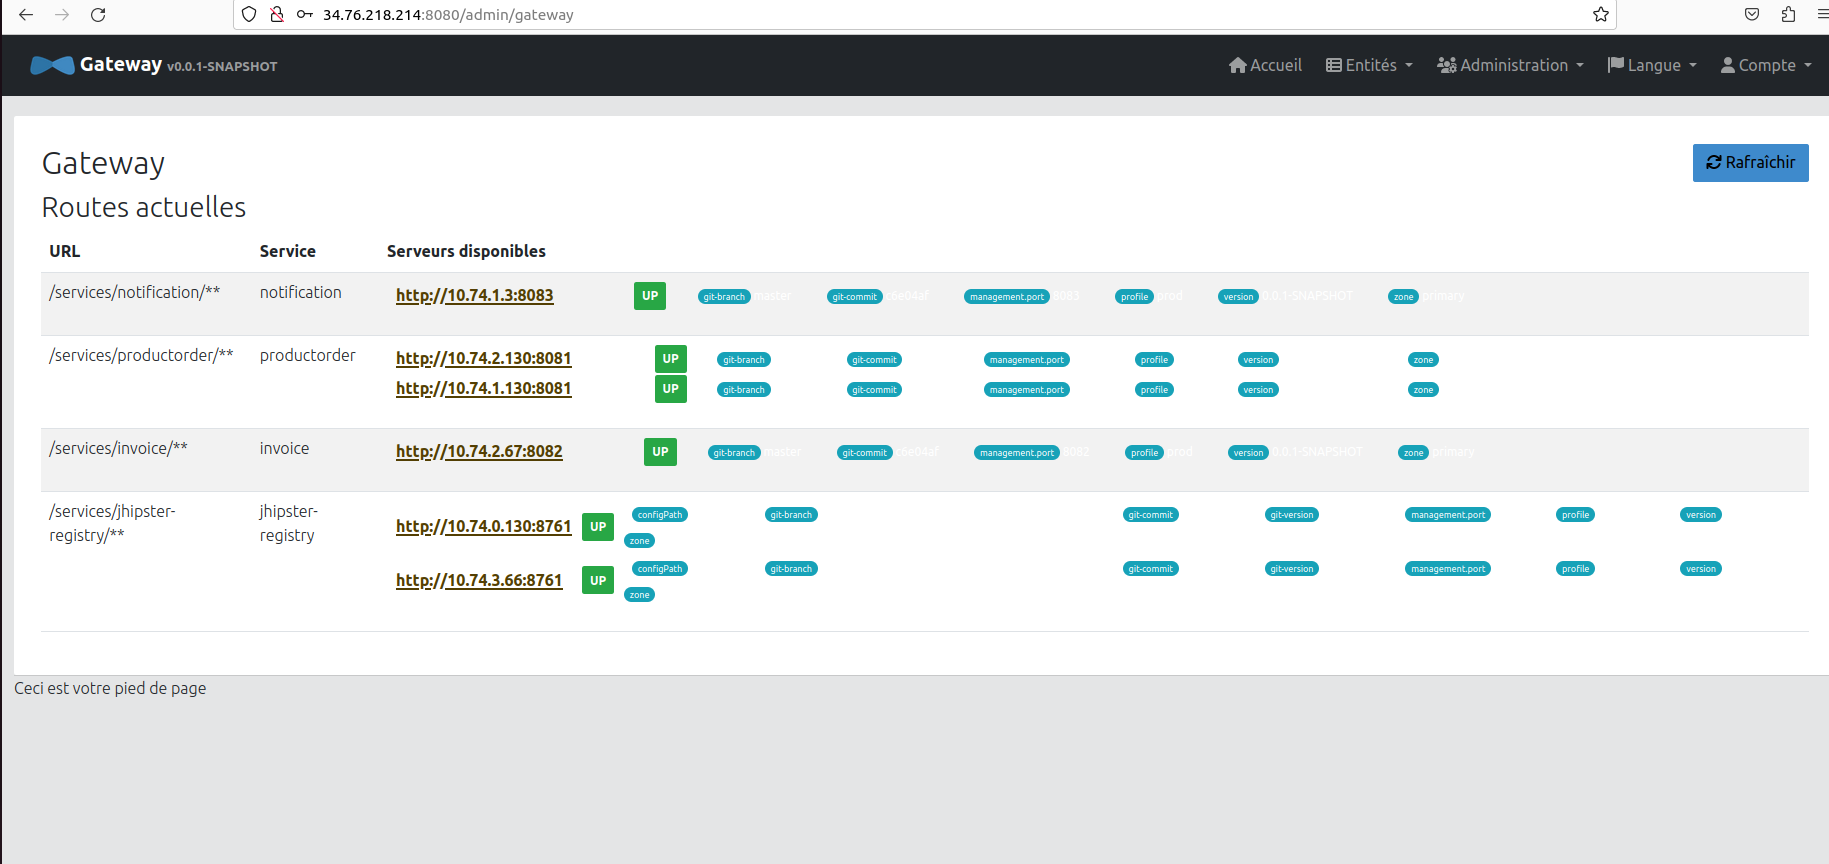 34.76.218.214:8080/admin/gateway
Gateway v0.0.1-SNAPSHOT
Accueil Entités Administration Langue Compte
Gateway
Rafraîchir
Routes actuelles
URL Service Serveurs disponibles
/services/notification/** notification http://10.74.1.3:8083 UP git-branch master git-commit c6e04af management.port 8083 profile prod version 0.0.1-SNAPSHOT zone primary
/services/productorder/** productorder http://10.74.2.130:8081 UP git-branch git-commit management.port profile version zone
http://10.74.1.130:8081 UP git-branch git-commit management.port profile version zone
/services/invoice/** invoice http://10.74.2.67:8082 UP git-branch master git-commit c6e04af management.port 8082 profile prod version 0.0.1-SNAPSHOT zone primary
/services/jhipster-
registry/**
jhipster-
registry
http://10.74.0.130:8761 UP configPath git-branch git-commit git-version management.port profile version
zone
http://10.74.3.66:8761 UP configPath git-branch git-commit git-version management.port profile version
zone
Ceci est votre pied de page